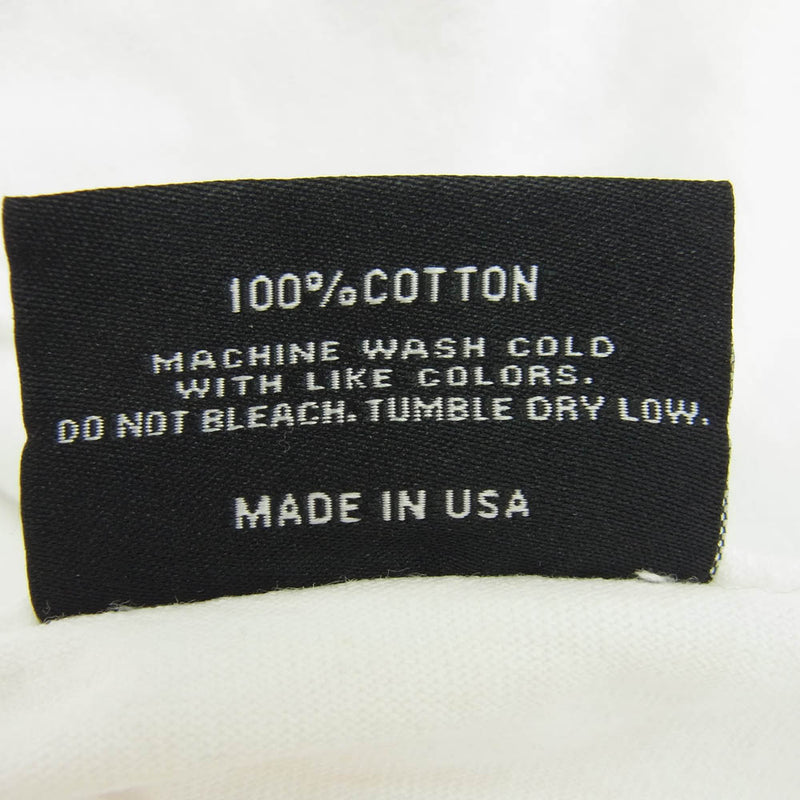 100% COTTON
MACHINE WASH COLD
WITH LIKE COLORS.
DO NOT BLEACH. TUMBLE DRY LOW.
MADE IN USA